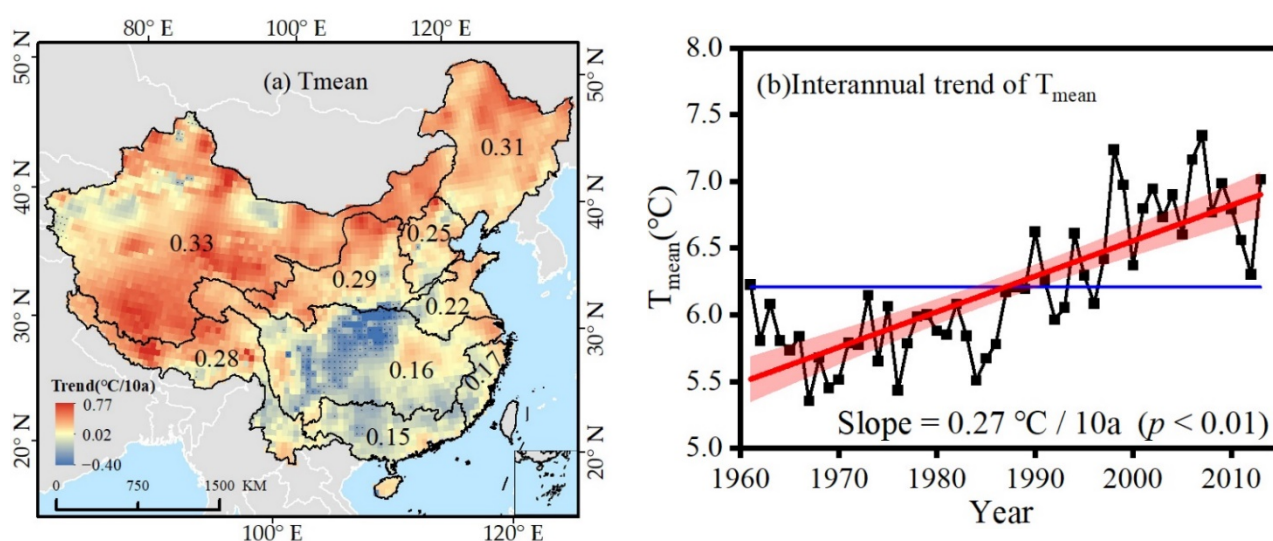 80° E 100° E 120° E
50° N
40° N
30° N
20° N
50° N
40° N
30° N
20° N
(a) Tmean
0.31
0.25
0.33
0.29
0.22
0.28
0.16
0.17
0.15
Trend(°C/10a)
0.77
0.02
−0.40
0 750 1500 KM
100° E 120° E
8.0
7.5
7.0
6.5
6.0
5.5
5.0
Tmean(°C)
(b)Interannual trend of Tmean
Slope = 0.27 °C / 10a (p < 0.01)
1960 1970 1980 1990 2000 2010
Year